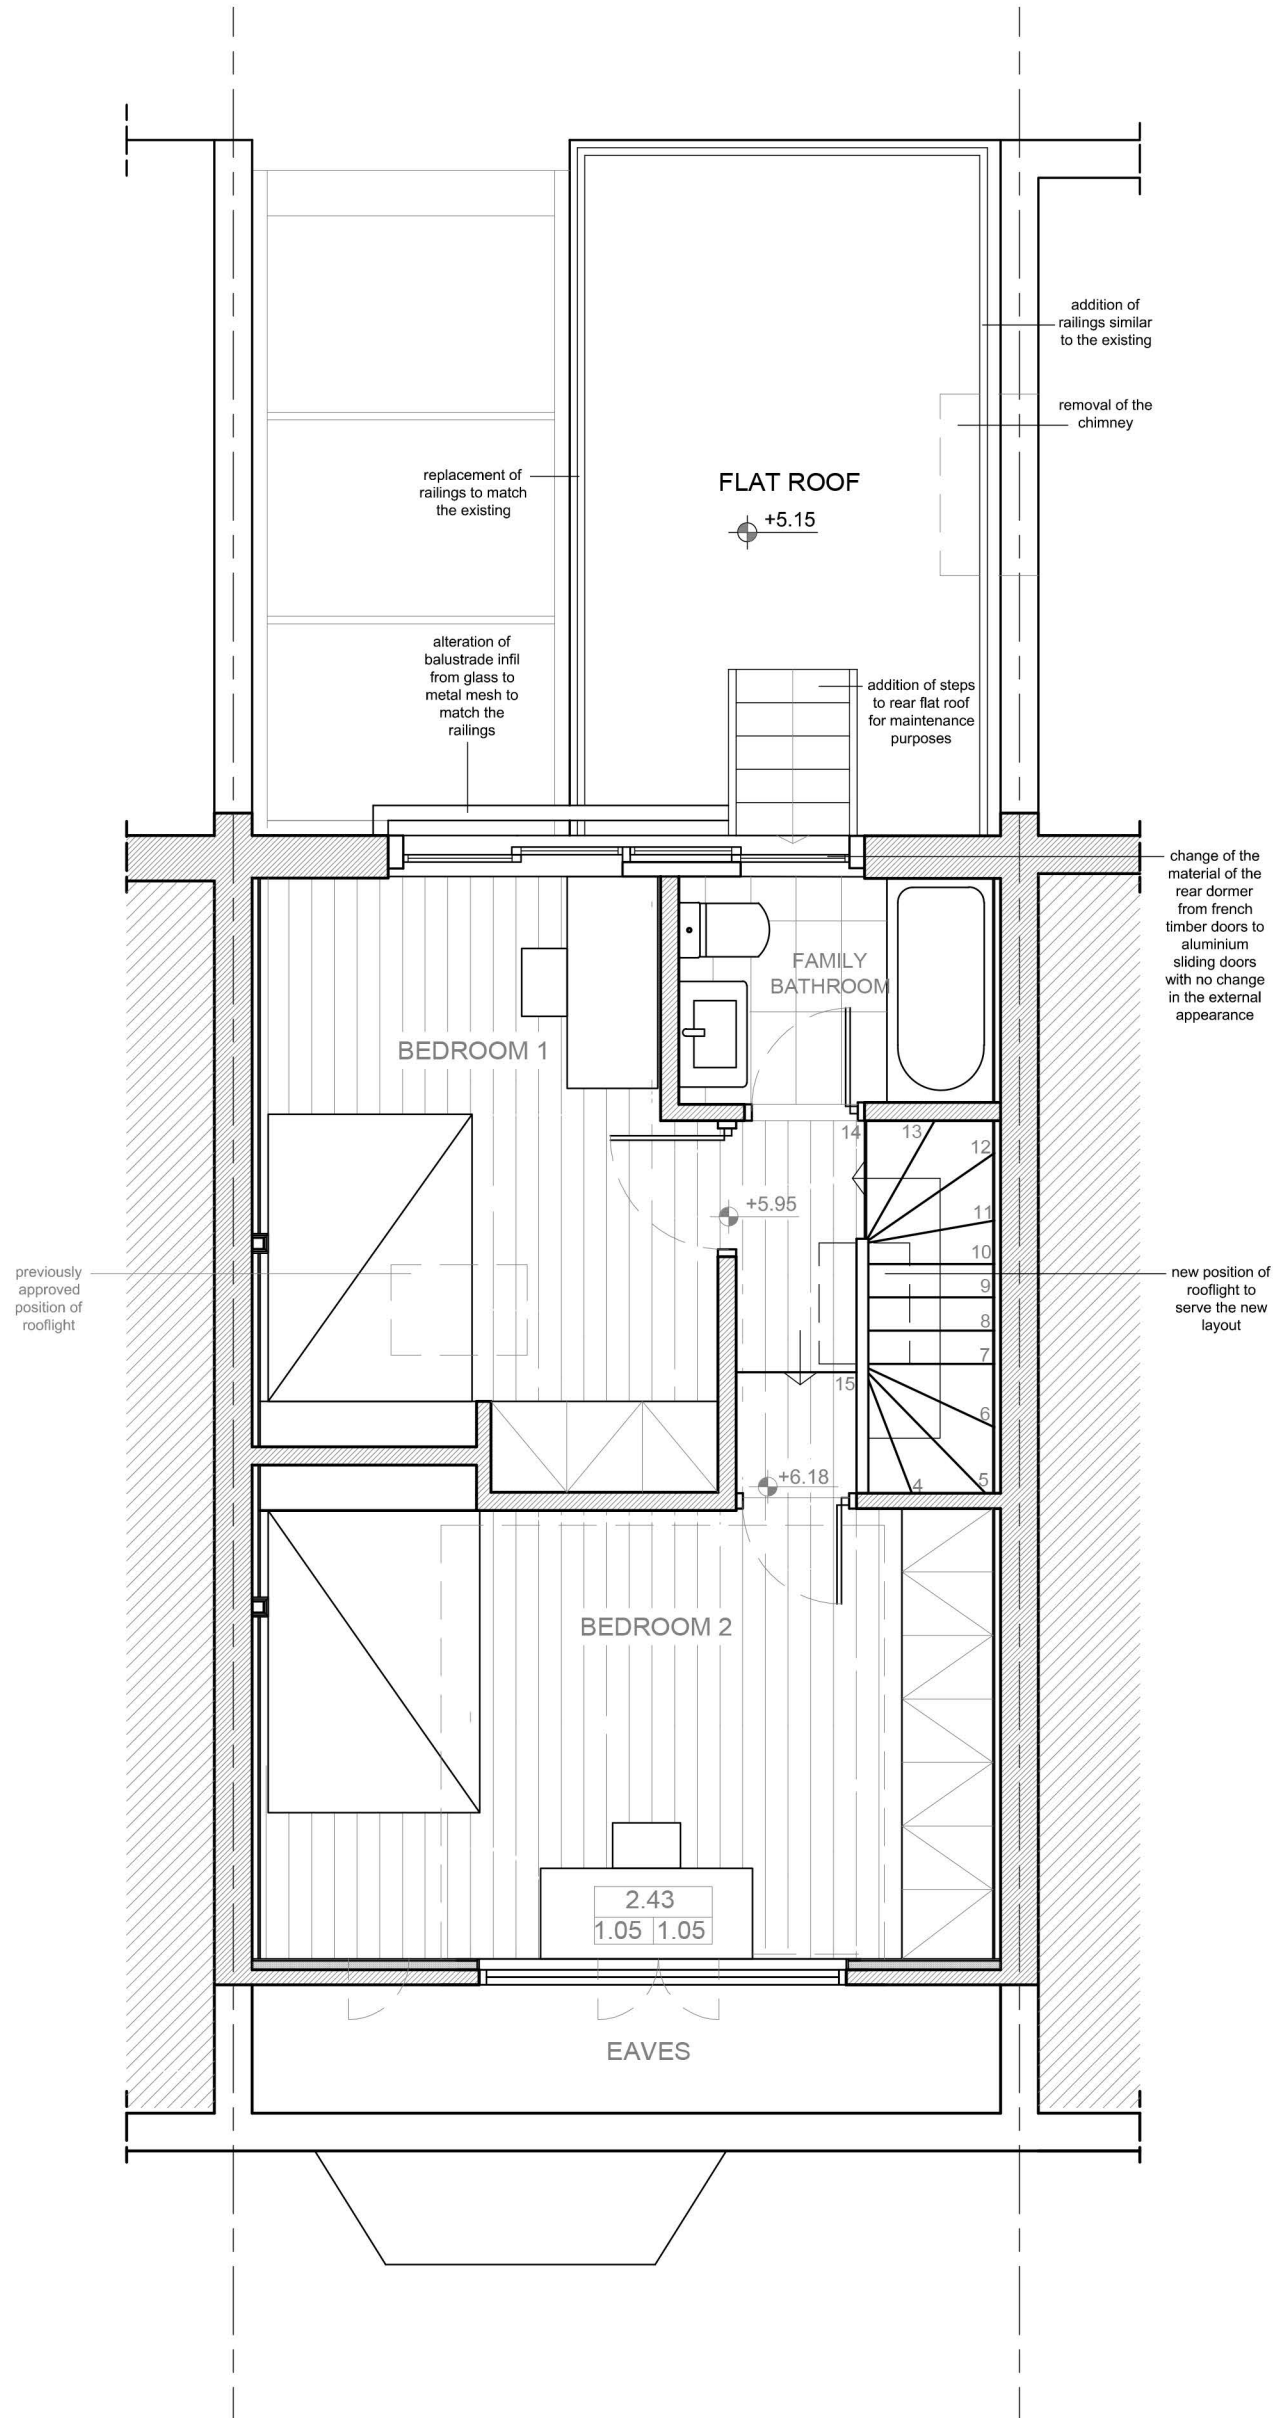 addition of
railings similar
to the existing
removal of the
chimney
replacement of
railings to match
the existing
FLAT ROOF
+5.15
alteration of
balustrade infil
from glass to
metal mesh to
match the
railings
addition of steps
to rear flat roof
for maintenance
purposes
change of the
material of the
rear dormer
from french
timber doors to
aluminium
sliding doors
with no change
in the external
appearance
FAMILY
BATHROOM
BEDROOM 1
14
13
12
11
10
9
8
7
6
5
4
15
+5.95
previously
approved
position of
rooflight
new position of
rooflight to
serve the new
layout
+6.18
BEDROOM 2
2.43
1.05 1.05
EAVES